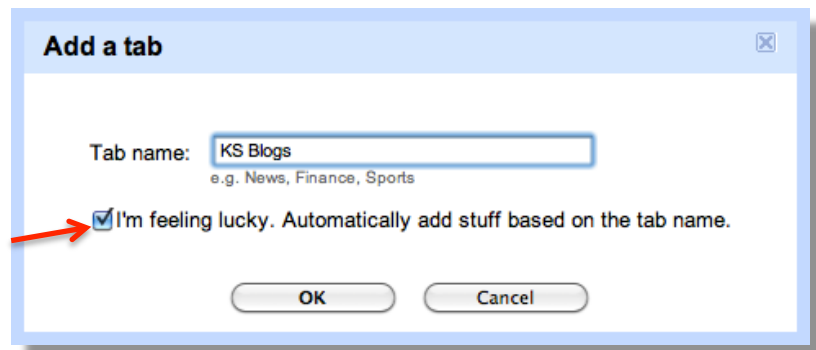 Add a tab
Tab name: KS Blogs
e.g. News, Finance, Sports
I'm feeling lucky. Automatically add stuff based on the tab name.
OK Cancel